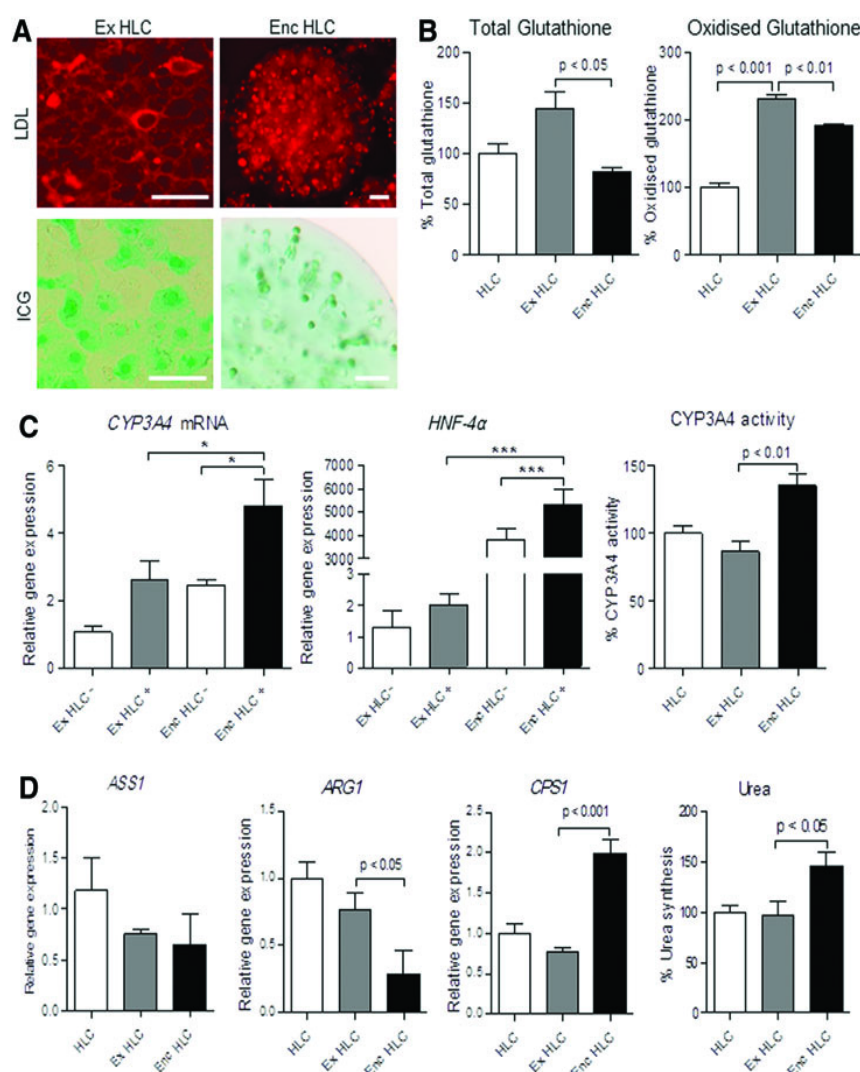 A
Ex HLC
Enc HLC
LDL
ICG
B
Total Glutathione
% Total glutathione
200
150
100
50
0
p < 0.05
HLC
Ex HLC
Enc HLC
Oxidised Glutathione
% Oxidised glutathione
300
200
100
0
p < 0.001
p < 0.01
HLC
Ex HLC
Enc HLC
C
CYP3A4 mRNA
Relative gene expression
6
4
2
0
*
*
Ex HLC -
Ex HLC +
Enc HLC -
Enc HLC +
HNF-4α
Relative gene expression
7000
6000
5000
4000
3000
2
1
0
***
***
Ex HLC -
Ex HLC +
Enc HLC -
Enc HLC +
CYP3A4 activity
% CYP3A4 activity
150
100
50
0
p < 0.01
HLC
Ex HLC
Enc HLC
D
ASS1
Relative gene expression
2.0
1.5
1.0
0.5
0.0
HLC
Ex HLC
Enc HLC
ARG1
Relative gene expression
1.5
1.0
0.5
0.0
p < 0.05
HLC
Ex HLC
Enc HLC
CPS1
Relative gene expression
2.5
2.0
1.5
1.0
0.5
0.0
p < 0.001
HLC
Ex HLC
Enc HLC
Urea
% Urea synthesis
200
150
100
50
0
p < 0.05
HLC
Ex HLC
Enc HLC